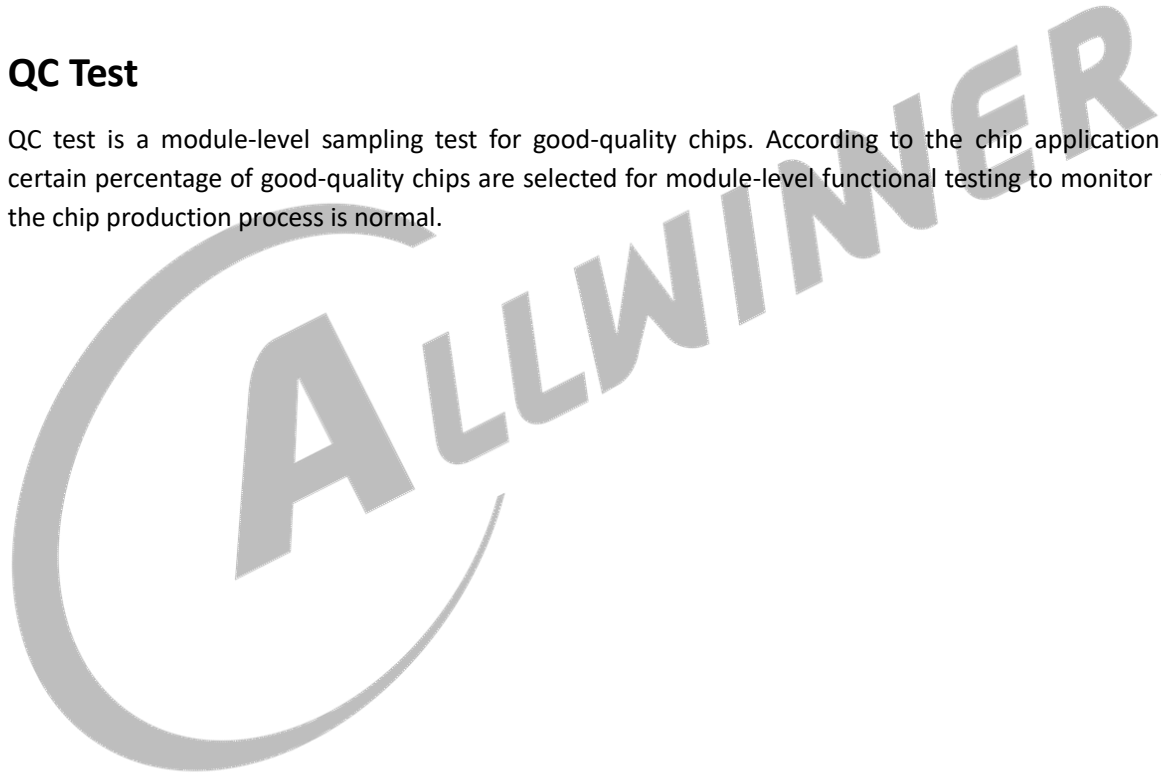 QC Test
QC test is a module-level sampling test for good-quality chips. According to the chip application
certain percentage of good-quality chips are selected for module-level functional testing to monitor
the chip production process is normal.
ALLWINNER